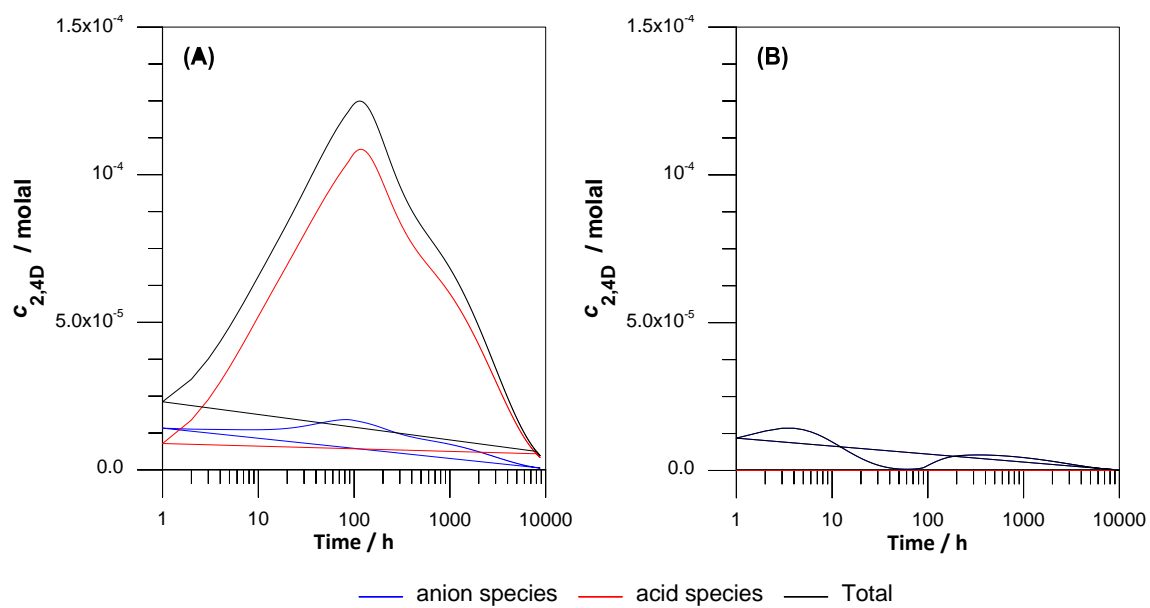 1.5x10-4
(A)
10-4
5.0x10-5
0.0
c 2,4D / molal
1 10 100 1000 10000
Time / h
1.5x10-4
(B)
10-4
5.0x10-5
0.0
c 2,4D / molal
1 10 100 1000 10000
Time / h
anion species acid species Total